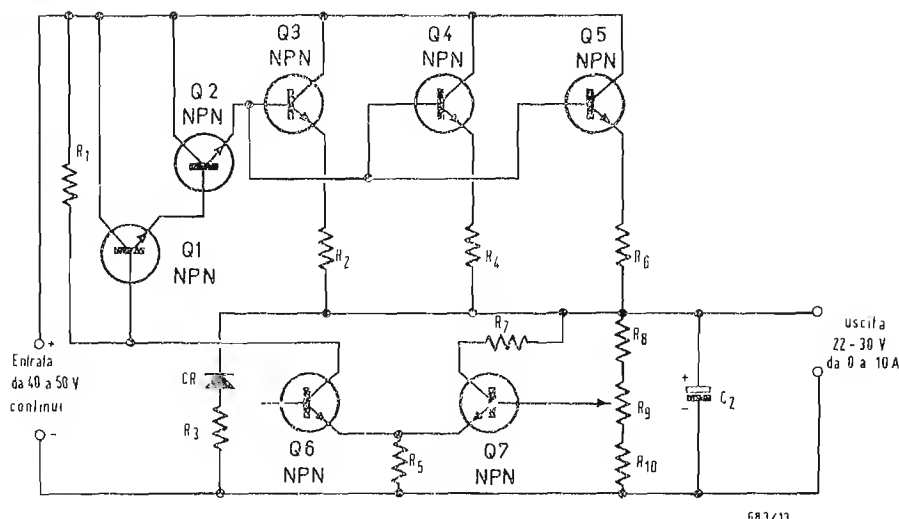 Q3
NPN
Q4
NPN
Q5
NPN
Q2
NPN
R1
Q1
NPN
R2
R4
R6
Entrata
da 40 a 50 V
continui
+
-
CR
R3
Q6
NPN
R5
R7
Q7
NPN
R8
R9
R10
+
-
C2
uscita
22 - 30 V
da 0 a 10 A
683/13